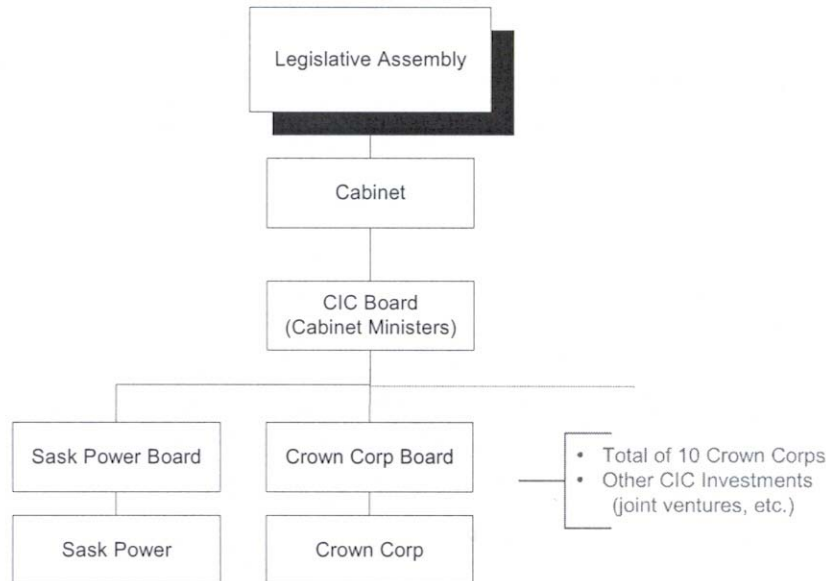 Legislative Assembly
Cabinet
CIC Board
(Cabinet Ministers)
Sask Power Board
Crown Corp Board
• Total of 10 Crown Corps
• Other CIC Investments
(joint ventures, etc.)
Sask Power
Crown Corp